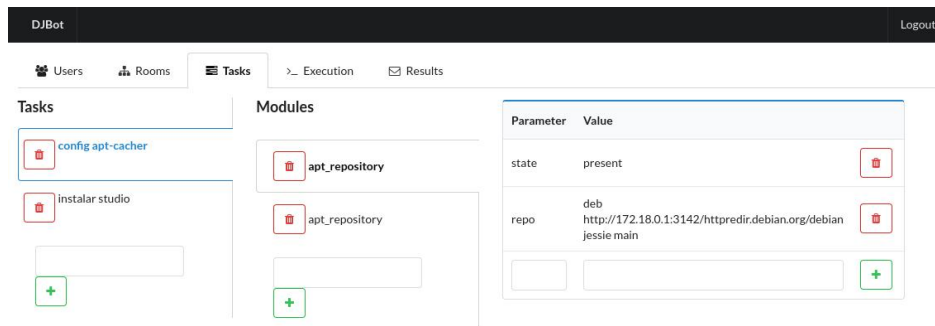 DJBot
Logout
Users
Rooms
Tasks
>_ Execution
Results
Tasks
config apt-cacher
instalar studio
Modules
apt_repository
apt_repository
Parameter Value
state present
repo deb
http://172.18.0.1:3142/httpredir.debian.org/debian
jessie main